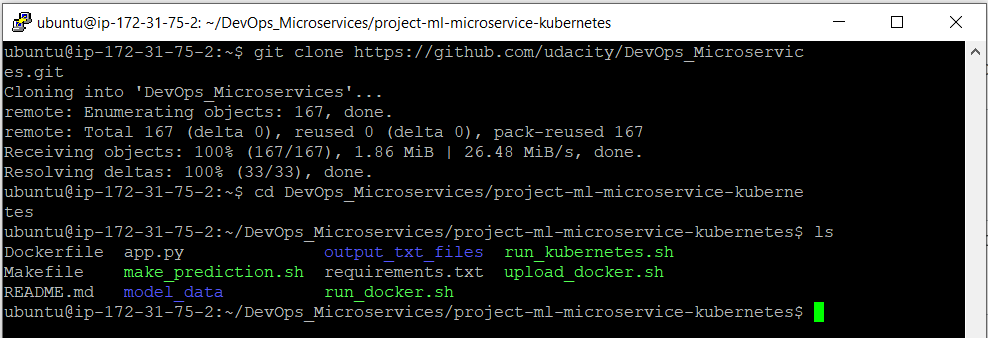 ubuntu@ip-172-31-75-2: ~/DevOps_Microservices/project-ml-microservice-kubernetes
ubuntu@ip-172-31-75-2:~$ git clone https://github.com/udacity/DevOps_Microservic
es.git
Cloning into 'DevOps_Microservices'...
remote: Enumerating objects: 167, done.
remote: Total 167 (delta 0), reused 0 (delta 0), pack-reused 167
Receiving objects: 100% (167/167), 1.86 MiB | 26.48 MiB/s, done.
Resolving deltas: 100% (33/33), done.
ubuntu@ip-172-31-75-2:~$ cd DevOps_Microservices/project-ml-microservice-kuberne
tes
ubuntu@ip-172-31-75-2:~/DevOps_Microservices/project-ml-microservice-kubernetes$ ls
Dockerfile  app.py              output_txt_files  run_kubernetes.sh
Makefile    make_prediction.sh  requirements.txt  upload_docker.sh
README.md   model_data          run_docker.sh
ubuntu@ip-172-31-75-2:~/DevOps_Microservices/project-ml-microservice-kubernetes$